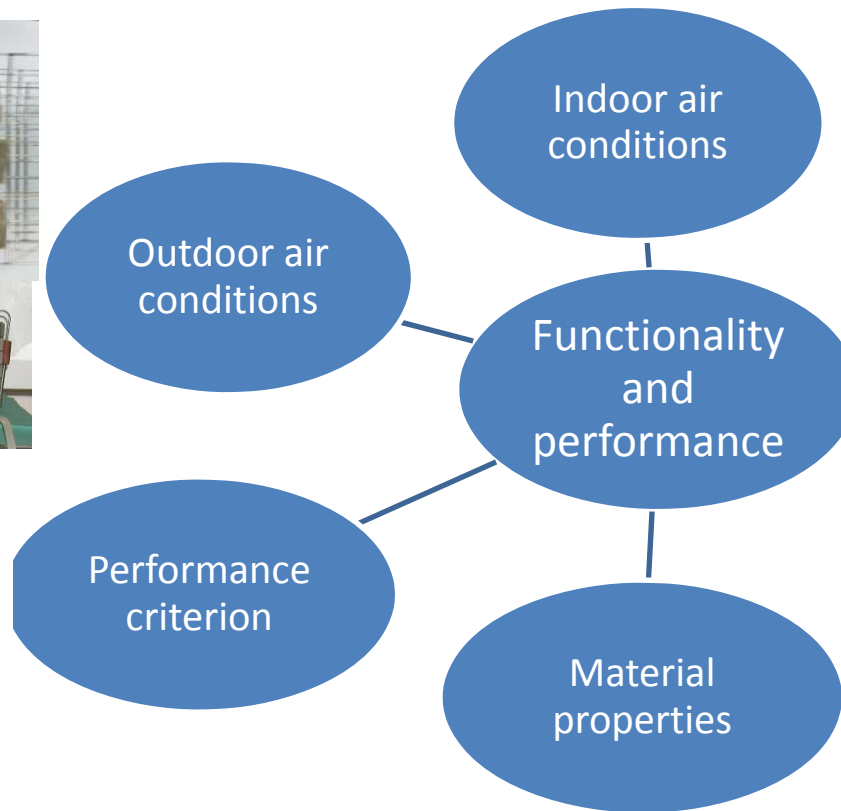 Indoor air
conditions
Outdoor air
conditions
Functionality
and
performance
Performance
criterion
Material
properties